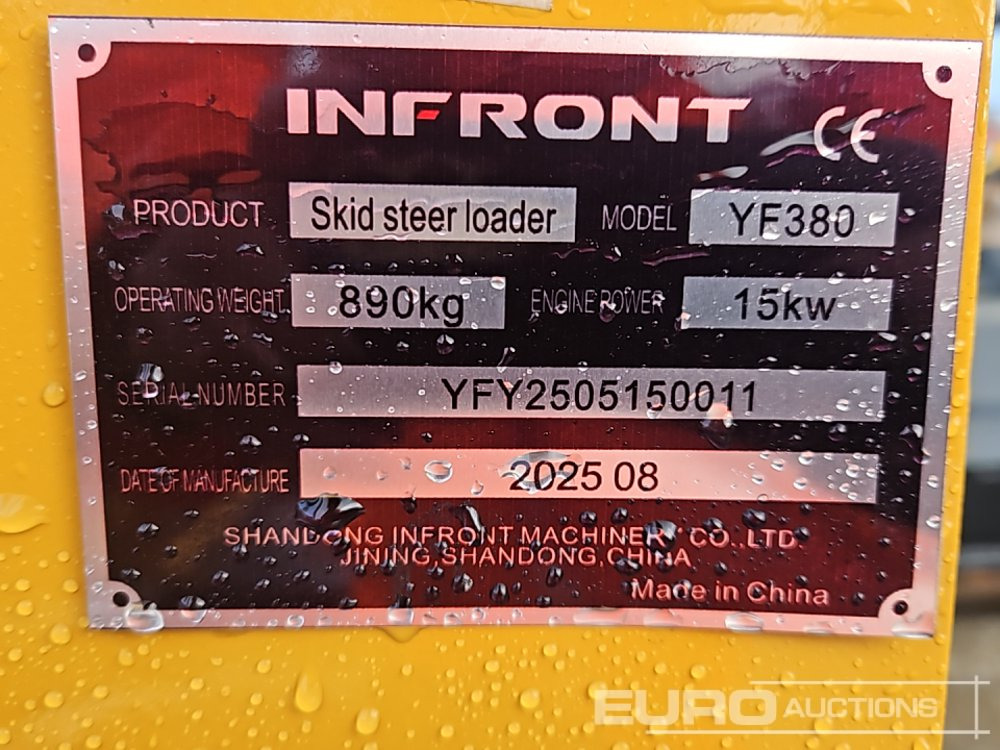 INFRONT CE
PRODUCT Skid steer loader MODEL YF380
OPERATING WEIGHT 890kg ENGINE POWER 15kw
SERIAL NUMBER YFY2505150011
DATE OF MANUFACTURE 2025 08
SHANDONG INFRONT MACHINERY CO.,LTD.
JINING,SHANDONG,CHINA
Made in China
EURO AUCTIONS